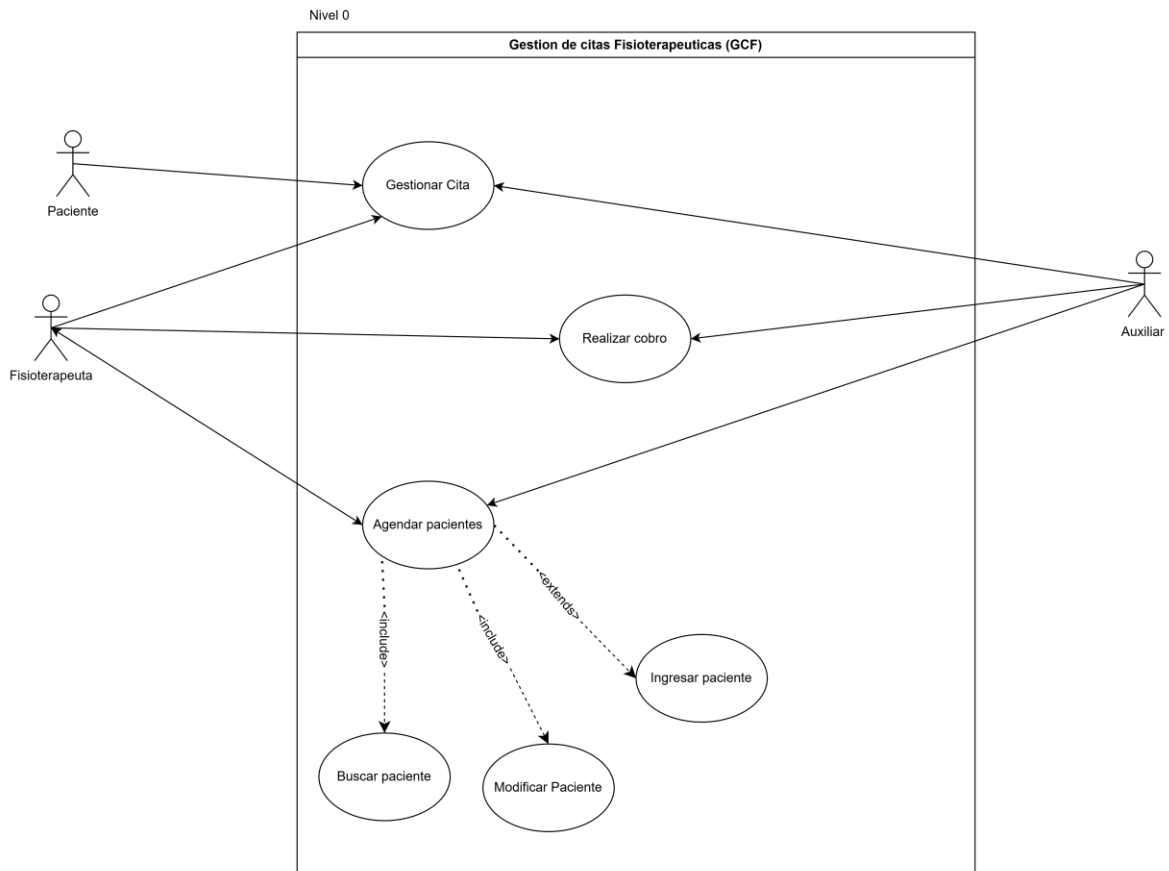 Nivel 0
Gestion de citas Fisioterapeuticas (GCF)
Gestionar Cita
Paciente
Auxiliar
Realizar cobro
Fisioterapeuta
Agendar pacientes
<extends>
<include>
<include>
Ingresar paciente
Buscar paciente
Modificar Paciente